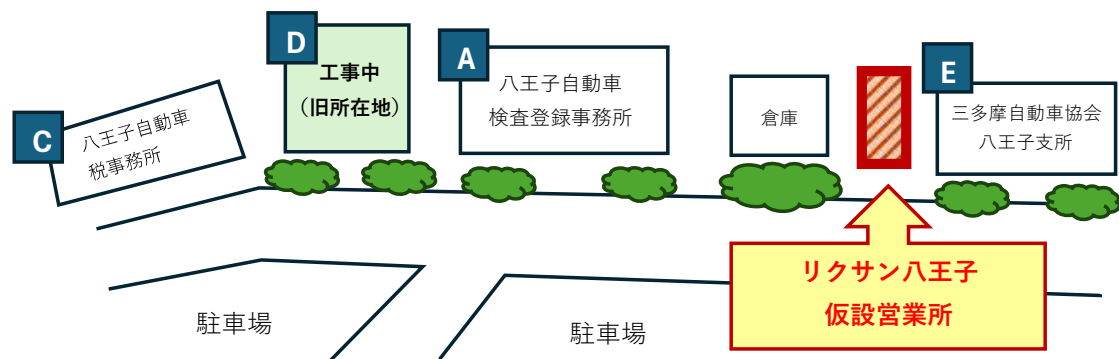 D
工事中
（旧所在地）
A
八王子自動車
検査登録事務所
倉庫
E
三多摩自動車協会
八王子支所
C
八王子自動車
税事務所
リクサン八王子
仮設営業所
駐車場
駐車場